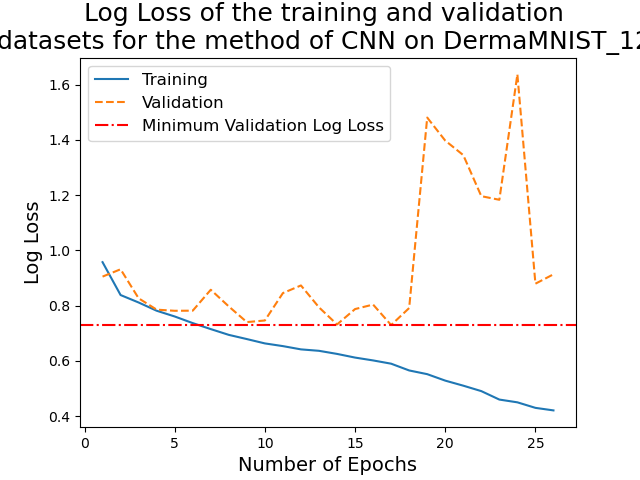 Log Loss of the training and validation
datasets for the method of CNN on DermaMNIST_12
Training
Validation
Minimum Validation Log Loss
Log Loss
1.6
1.4
1.2
1.0
0.8
0.6
0.4
0
5
10
15
20
25
Number of Epochs